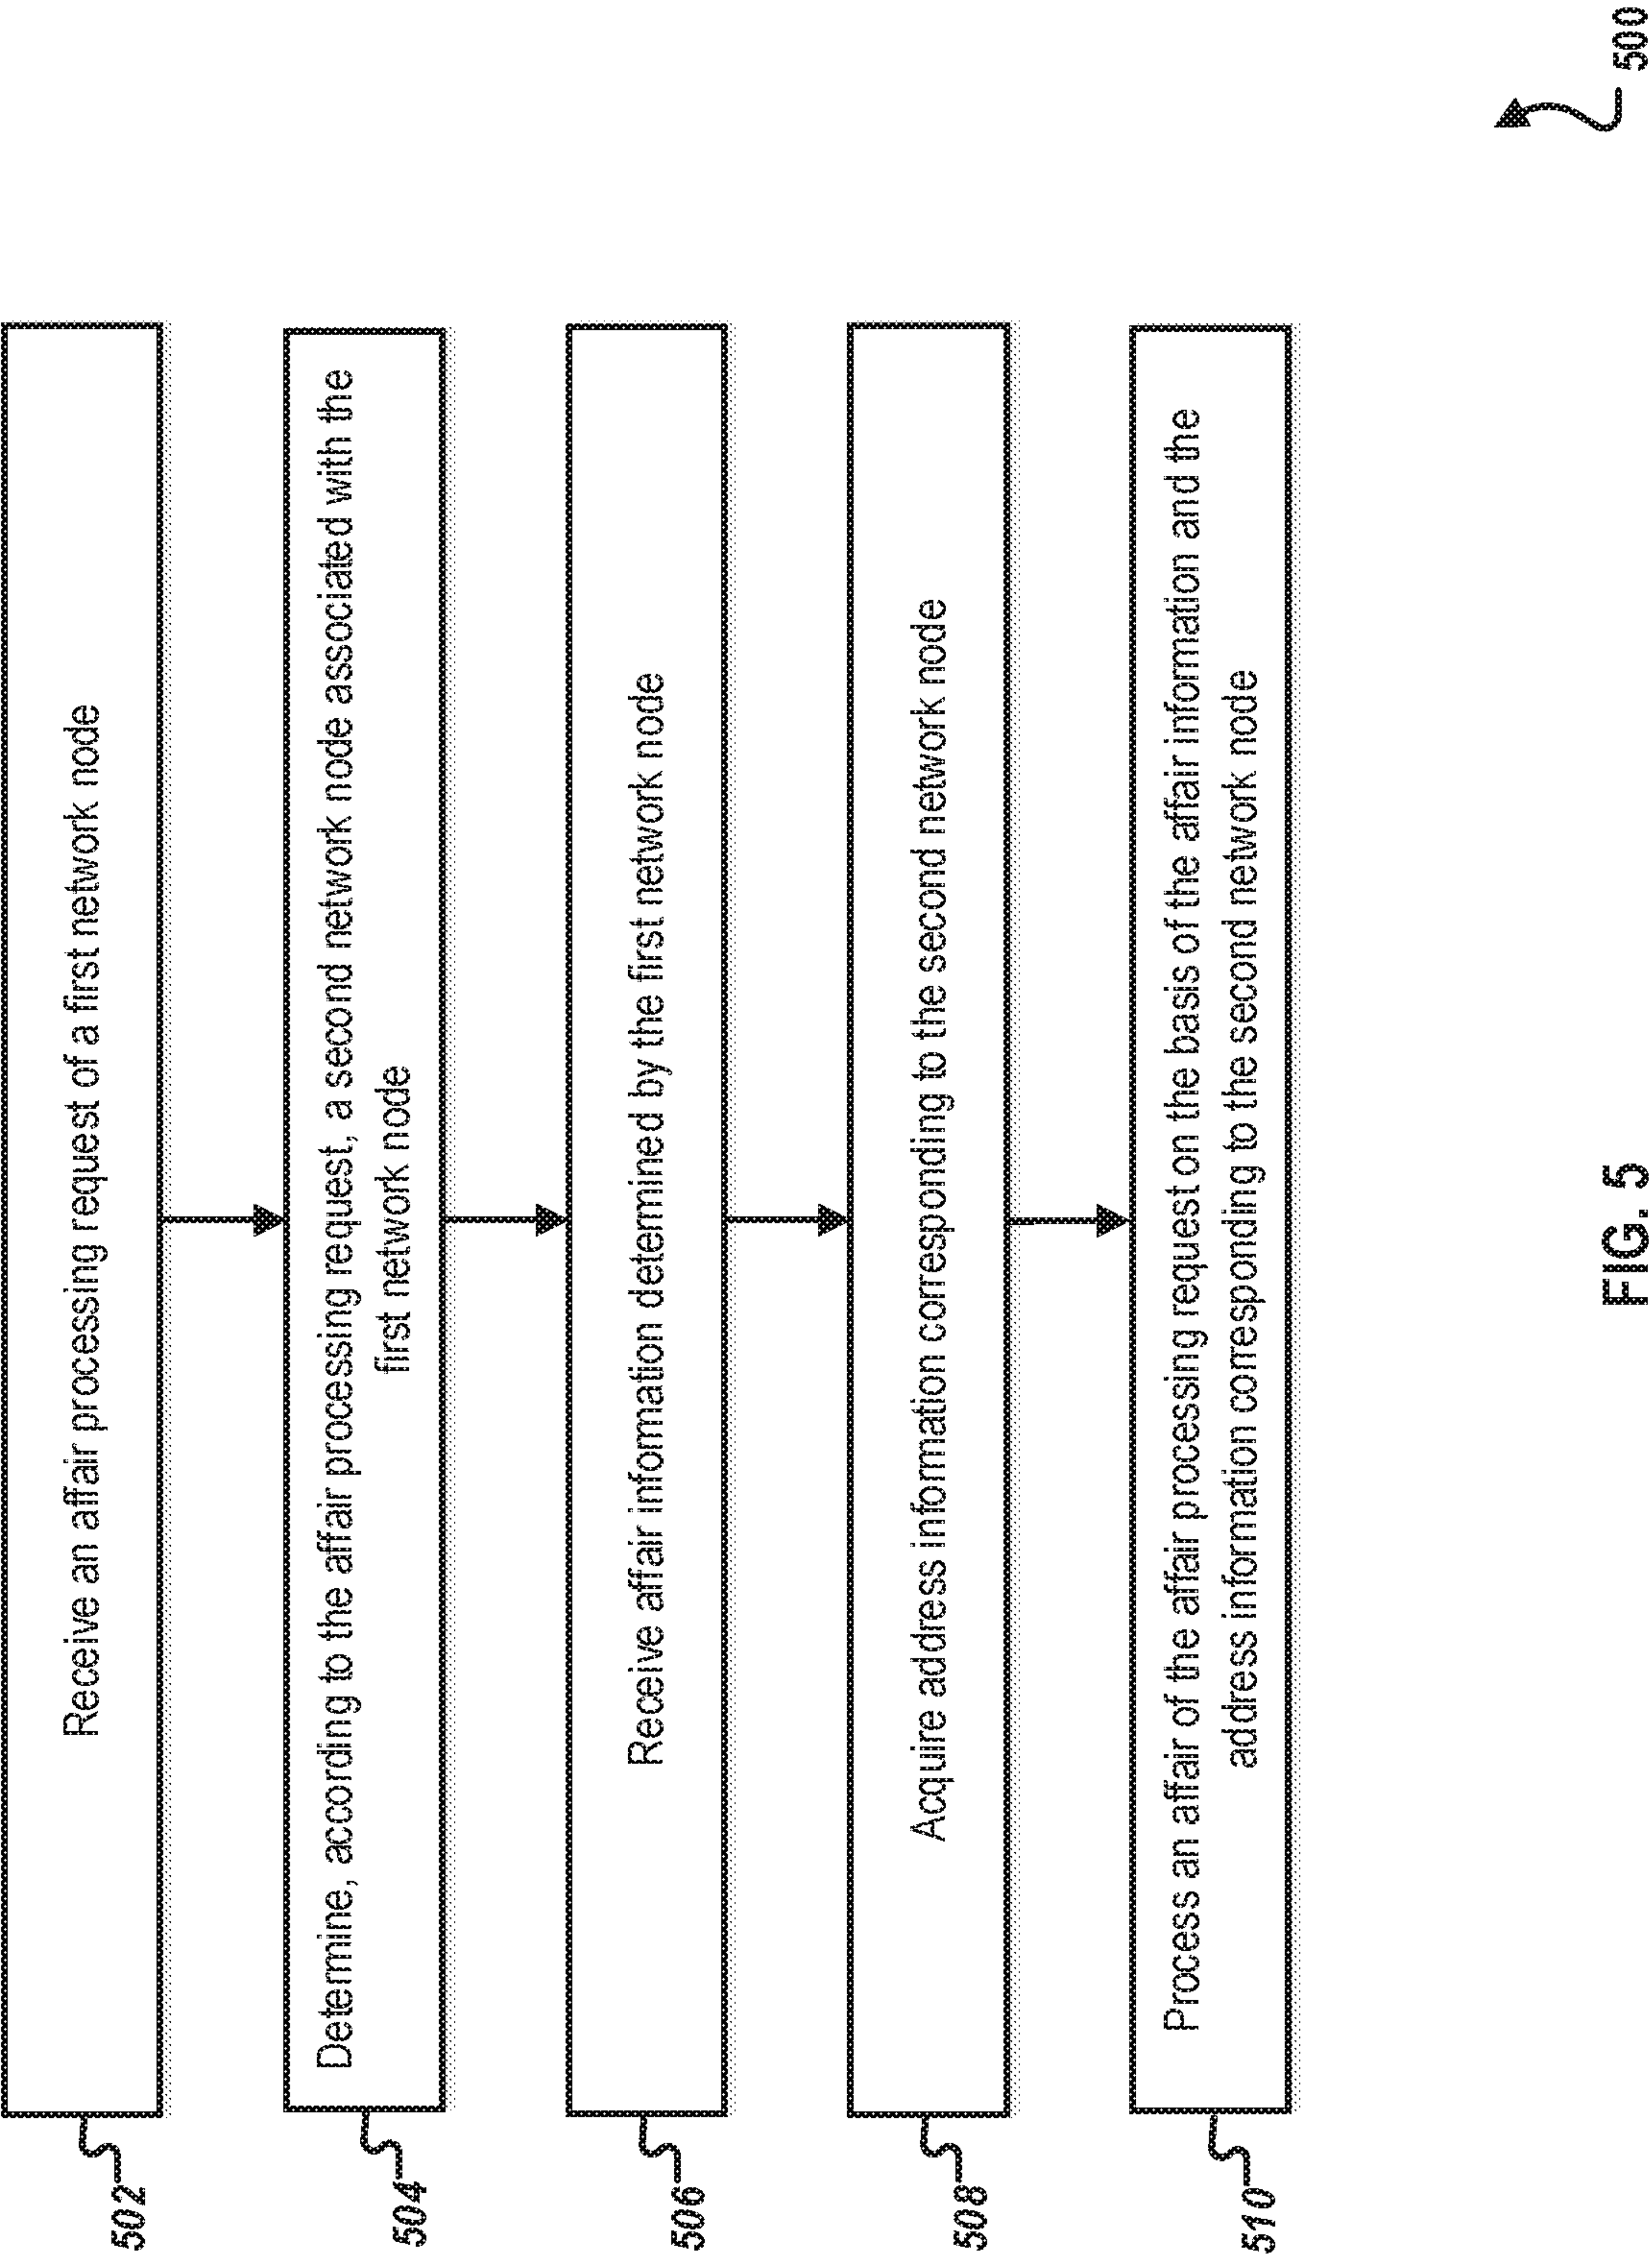 502
Receive an affair processing request of a first network node
504
Determine, according to the affair processing request, a second network node associated with the
first network node
506
Receive affair information determined by the first network node
508
Acquire address information corresponding to the second network node
510
Process an affair of the affair processing request on the basis of the affair information and the
address information corresponding to the second network node
500
FIG. 5